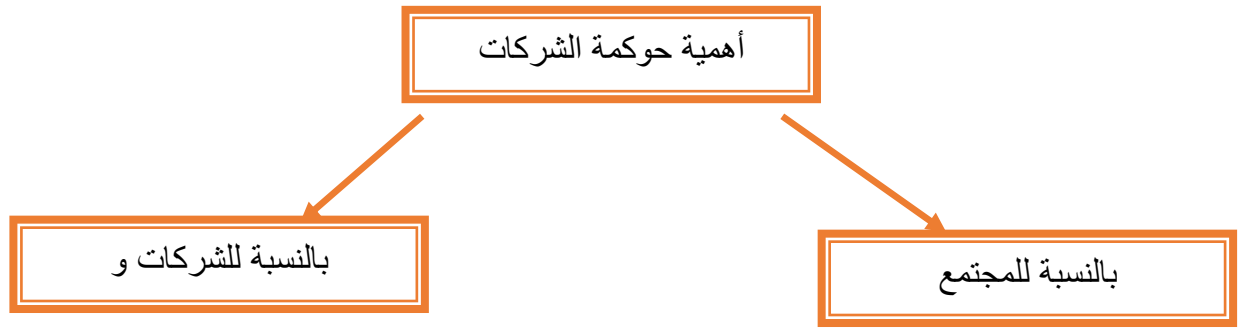 أهمية حوكمة الشركات
بالنسبة للمجتمع
بالنسبة للشركات و